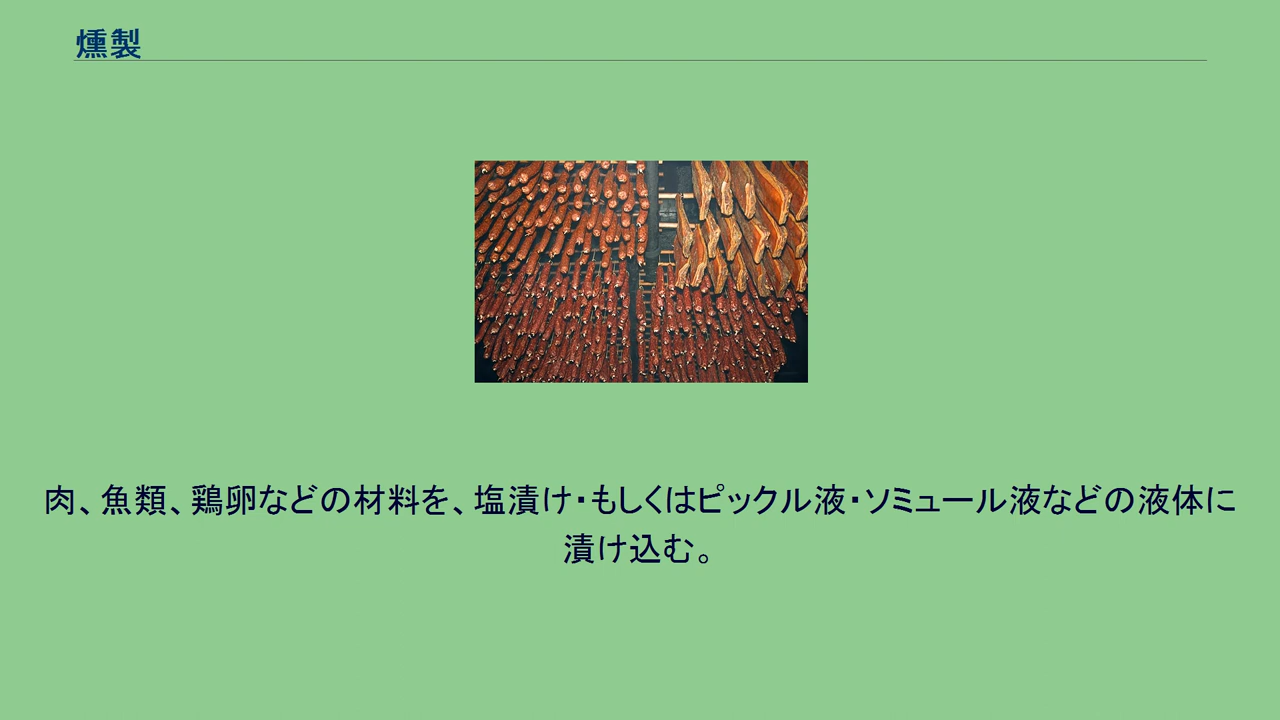 燻製
肉、魚類、鶏卵などの材料を、塩漬け・もしくはピックル液・ソミュール液などの液体に
漬け込む。